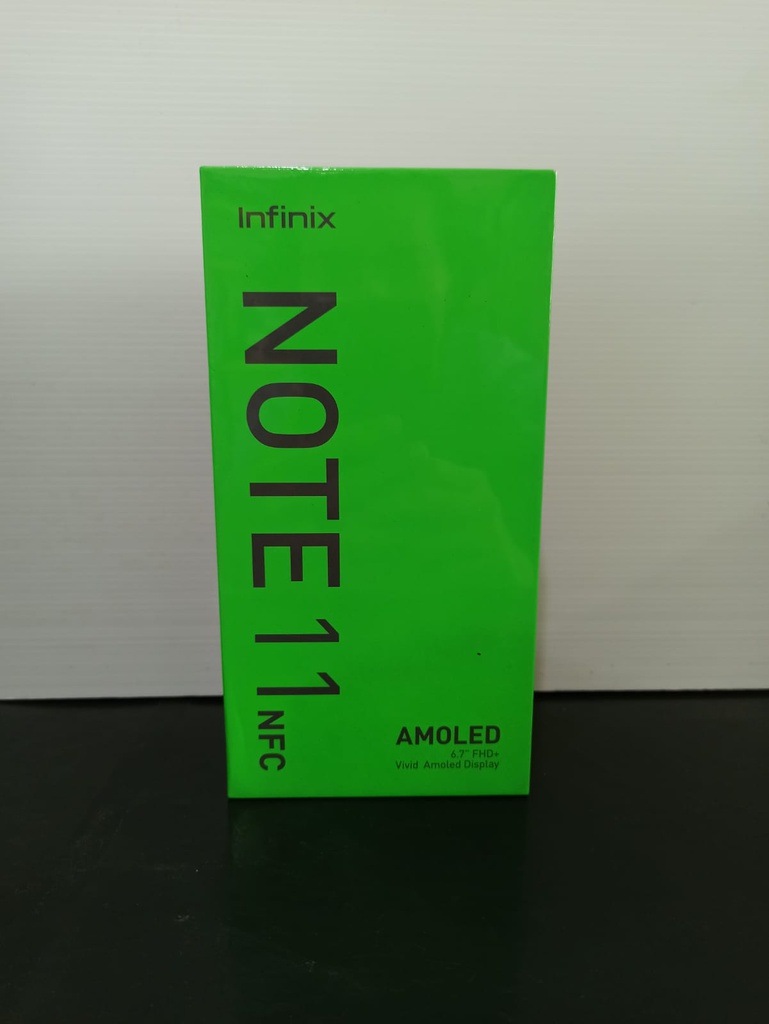 Infinix
NOTE 11 NFC
AMOLED
6.7" FHD+
Vivid Amoled Display